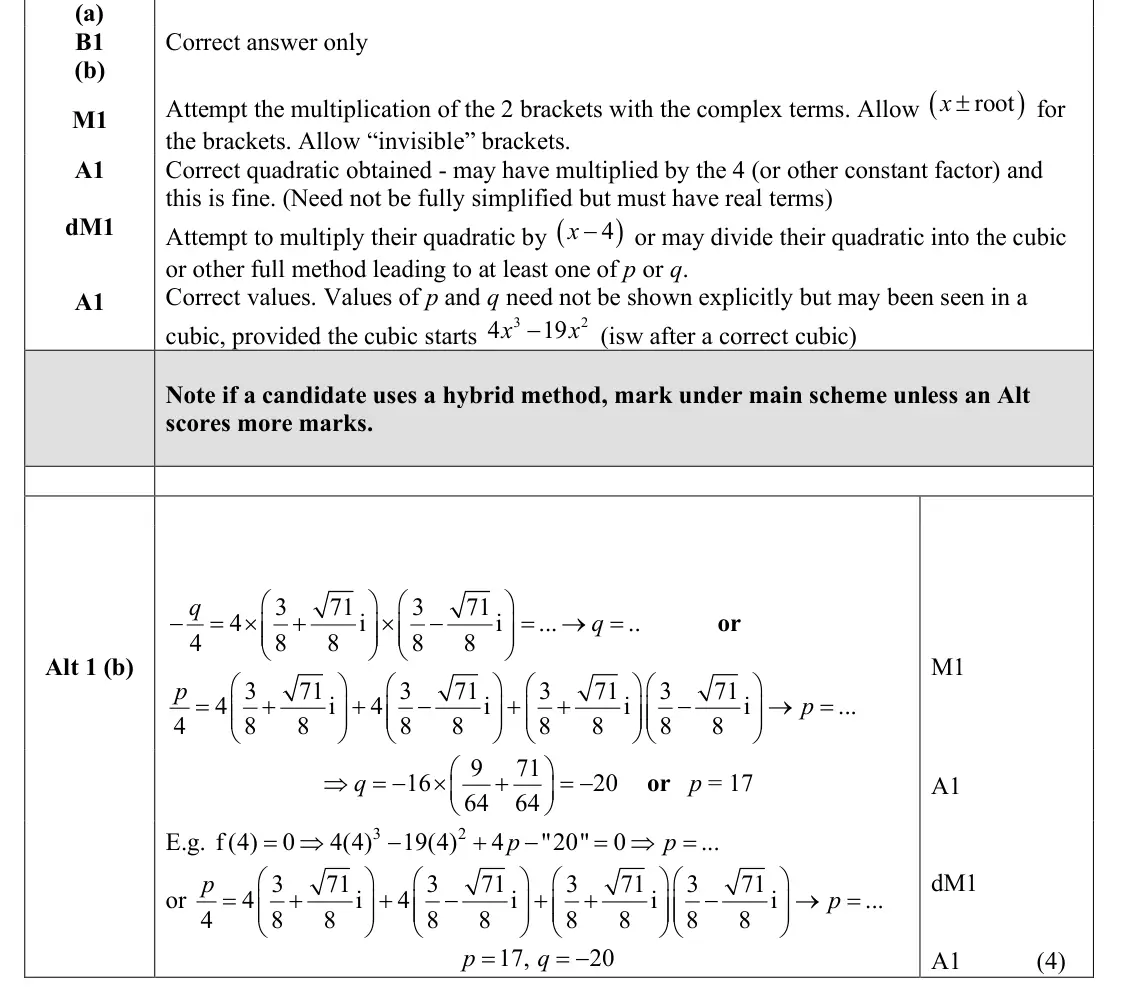 (a)
B1 Correct answer only
(b)
M1 Attempt the multiplication of the 2 brackets with the complex terms. Allow (x ± root) for
the brackets. Allow “invisible” brackets.
A1 Correct quadratic obtained - may have multiplied by the 4 (or other constant factor) and
this is fine. (Need not be fully simplified but must have real terms)
dM1 Attempt to multiply their quadratic by (x − 4) or may divide their quadratic into the cubic
or other full method leading to at least one of p or q.
A1 Correct values. Values of p and q need not be shown explicitly but may been seen in a
cubic, provided the cubic starts 4x³ −19x² (isw after a correct cubic)
Note if a candidate uses a hybrid method, mark under main scheme unless an Alt
scores more marks.
−q/4 = 4×(3/8 + √71/8 i)×(3/8 − √71/8 i) = ... → q = .. or
Alt 1 (b) M1
p/4 = 4(3/8 + √71/8 i) + 4(3/8 − √71/8 i) + (3/8 + √71/8 i)(3/8 − √71/8 i) → p = ...
⇒ q = −16×(9/64 + 71/64) = −20 or p = 17 A1
E.g. f(4) = 0 ⇒ 4(4)³ −19(4)² + 4p − "20" = 0 ⇒ p = ...
or p/4 = 4(3/8 + √71/8 i) + 4(3/8 − √71/8 i) + (3/8 + √71/8 i)(3/8 − √71/8 i) → p = ... dM1
p = 17, q = −20 A1 (4)